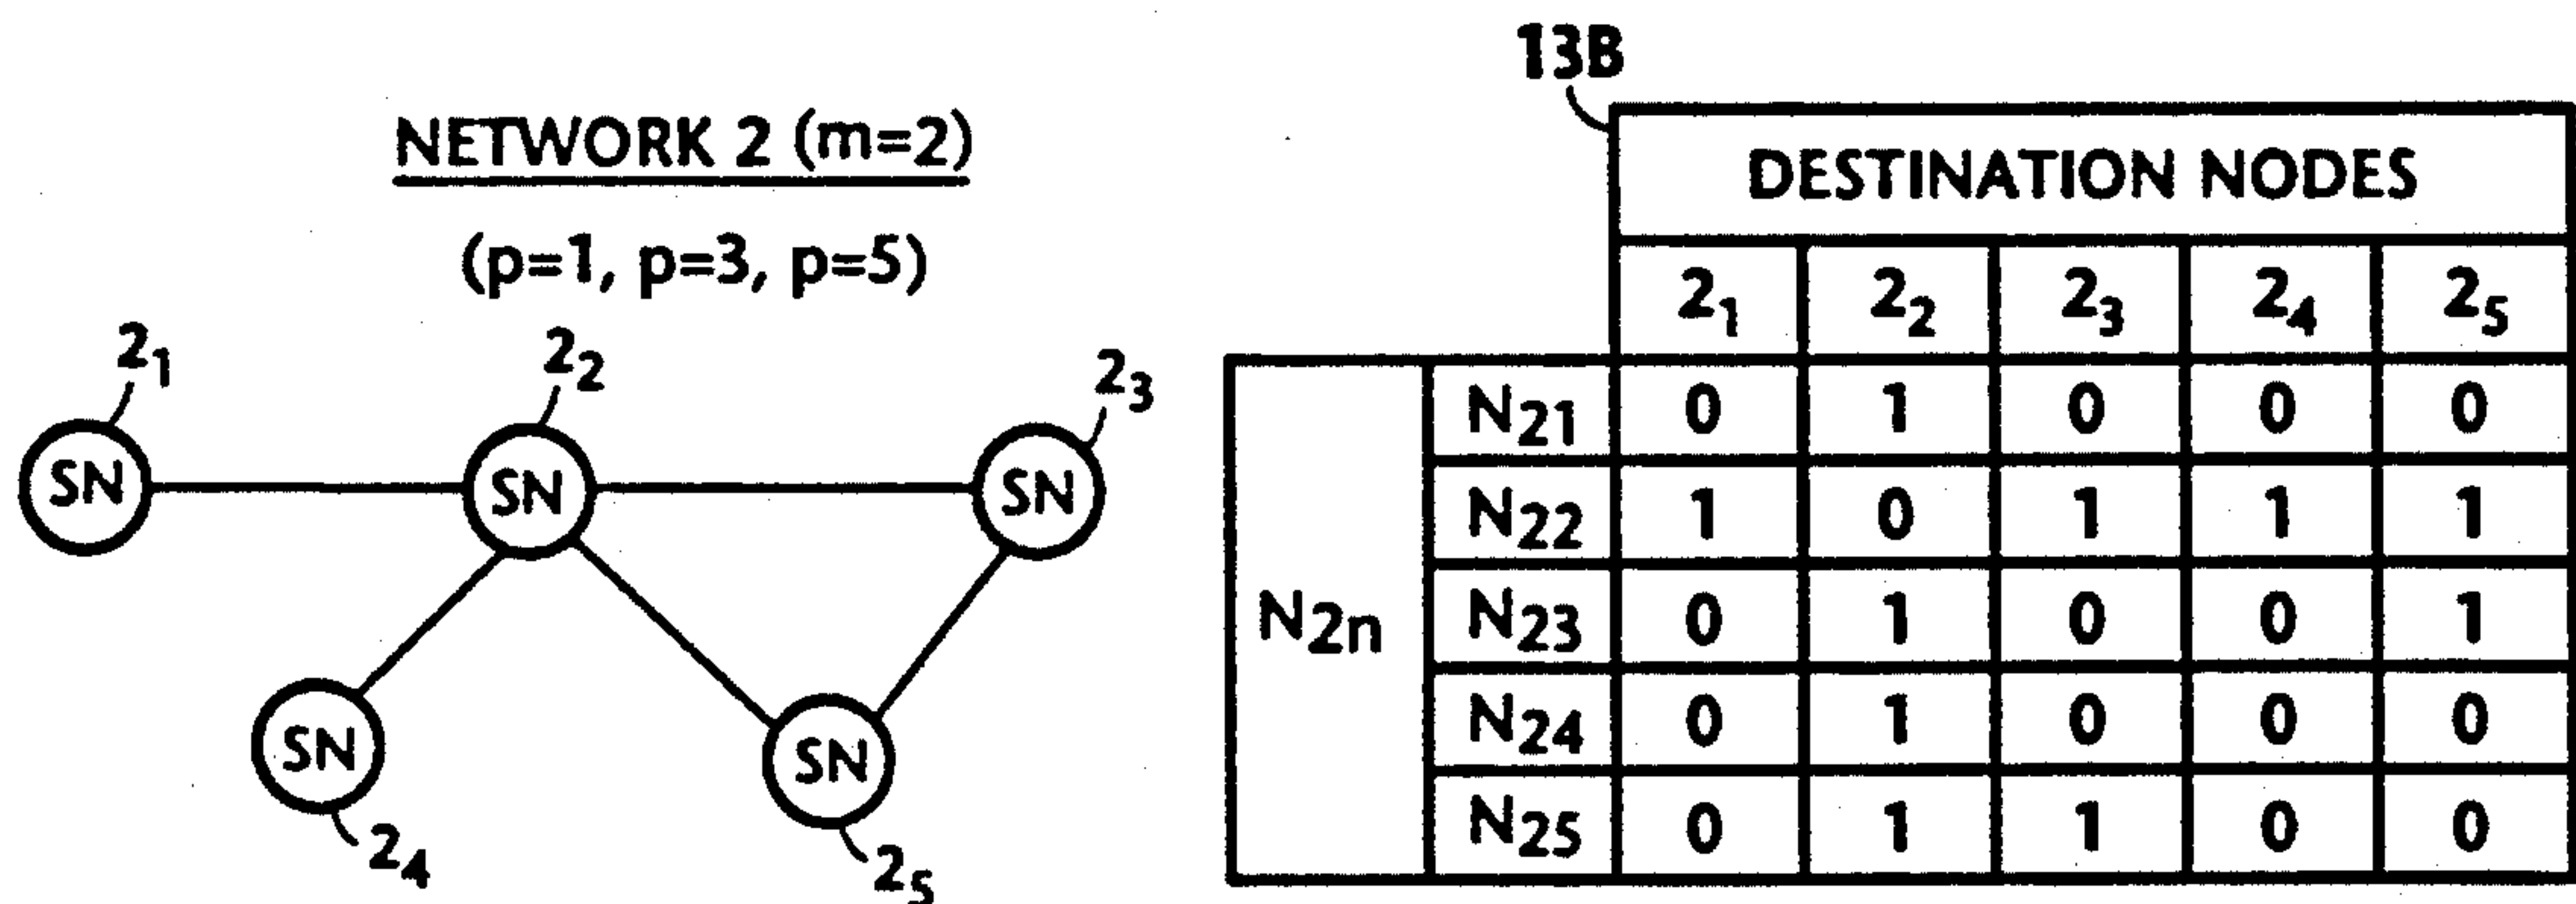 NETWORK 2 (m=2)
(p=1, p=3, p=5)
2₁
2₂
2₃
SN
SN
SN
SN
SN
2₄
2₅
13B
DESTINATION NODES
2₁ 2₂ 2₃ 2₄ 2₅
N₂ₙ
N₂₁ 0 1 0 0 0
N₂₂ 1 0 1 1 1
N₂₃ 0 1 0 0 1
N₂₄ 0 1 0 0 0
N₂₅ 0 1 1 0 0